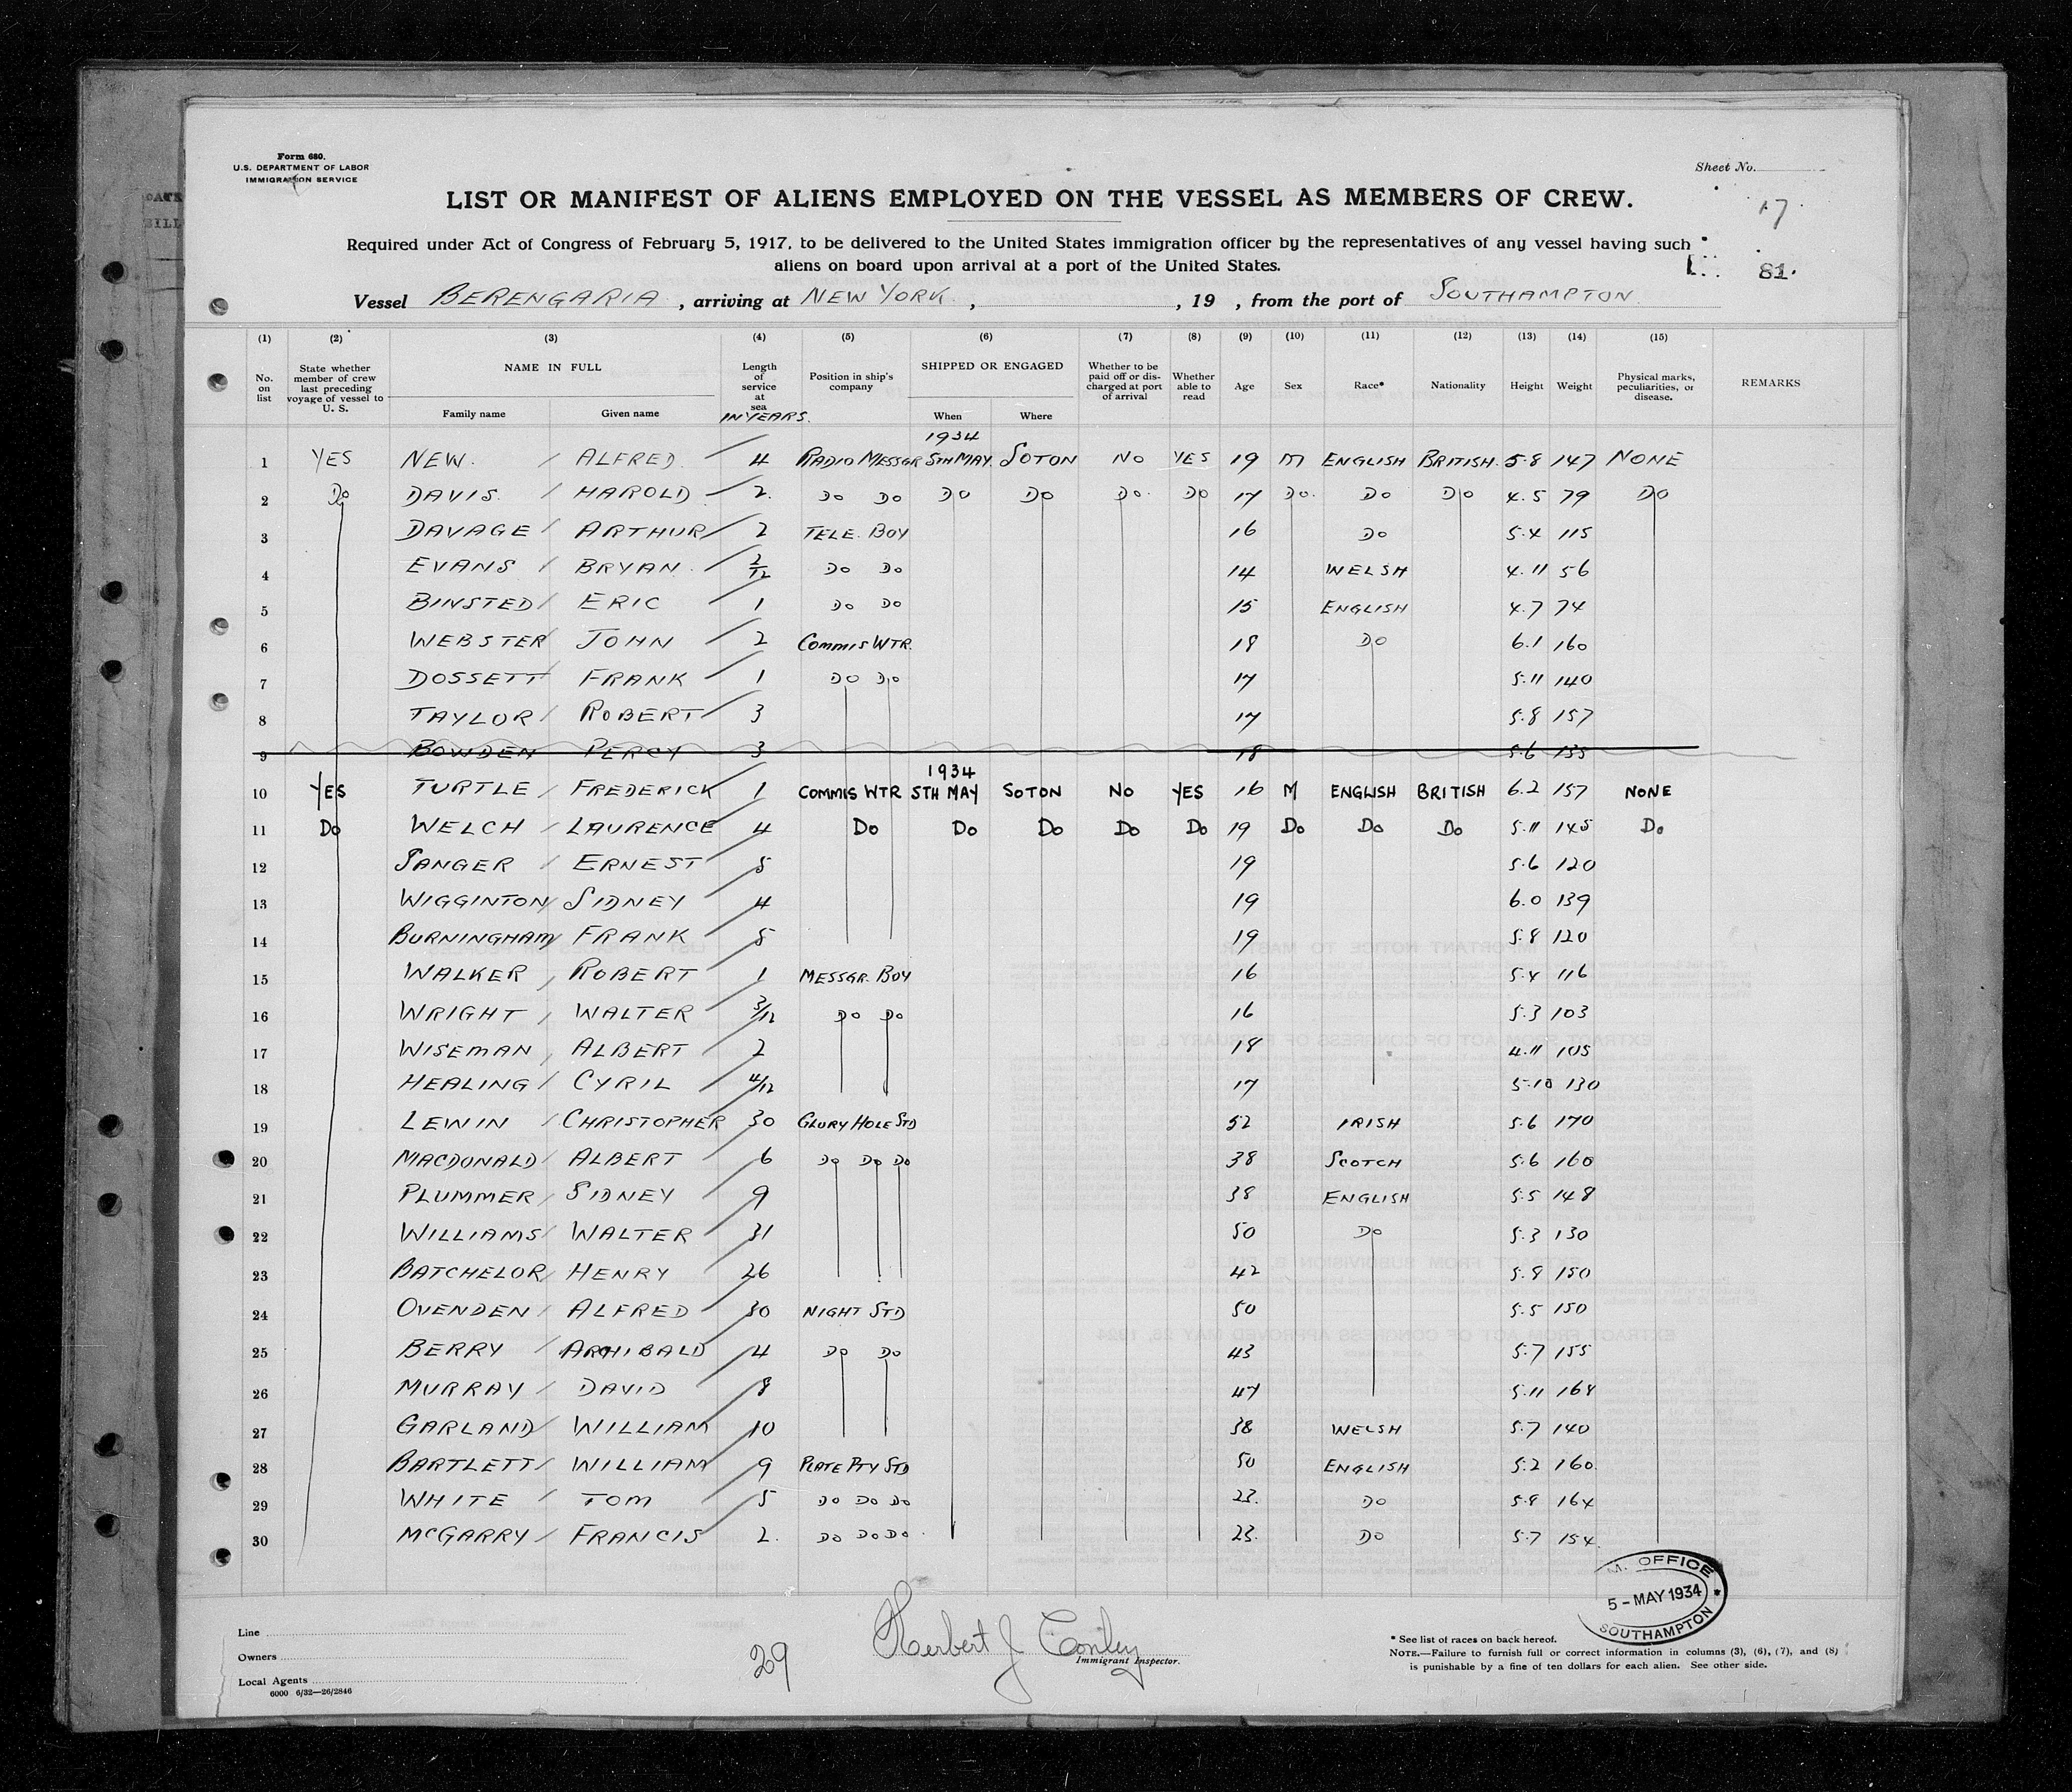 Form 680.
U.S. DEPARTMENT OF LABOR
IMMIGRATION SERVICE
Sheet No.
LIST OR MANIFEST OF ALIENS EMPLOYED ON THE VESSEL AS MEMBERS OF CREW.
17
Required under Act of Congress of February 5, 1917, to be delivered to the United States immigration officer by the representatives of any vessel having such
aliens on board upon arrival at a port of the United States.
81.
Vessel BERENGARIA, arriving at NEW YORK, , 19 , from the port of SOUTHAMPTON
(1) (2) (3) (4) (5) (6) (7) (8) (9) (10) (11) (12) (13) (14) (15)
No. on list State whether member of crew last preceding voyage of vessel to U. S. NAME IN FULL Family name Given name Length of service at sea IN YEARS. Position in ship's company SHIPPED OR ENGAGED When Where Whether to be paid off or discharged at port of arrival Whether able to read Age Sex Race* Nationality Height Weight Physical marks, peculiarities, or disease. REMARKS
1934
1 YES NEW. / ALFRED 4 RADIO MESSGR 5TH MAY. SOTON NO YES 19 M ENGLISH BRITISH. 5.8 147 NONE
2 Do DAVIS. / HAROLD 2. Do Do Do Do Do. Do 17 Do. Do Do 4.5 79 Do
3 DAVAGE / ARTHUR 2 TELE. BOY 16 Do 5.4 115
4 EVANS / BRYAN. 2/12 Do Do 14 WELSH 4.11 56
5 BINSTED / ERIC 1 Do Do 15 ENGLISH 4.7 74
6 WEBSTER JOHN 2 COMMIS WTR. 18 Do 6.1 160
7 DOSSETT FRANK 1 Do Do 17 5.11 140
8 TAYLOR / ROBERT 3 17 5.8 157
9 BOWDEN PERCY 3 18 5.6 135
1934
10 YES TURTLE / FREDERICK 1 COMMIS WTR 5TH MAY SOTON NO YES 16 M ENGLISH BRITISH 6.2 157 NONE
11 Do WELCH / LAURENCE 4 Do Do Do Do Do 19 Do Do Do 5.11 145 Do
12 SANGER / ERNEST 5 19 5.6 120
13 WIGGINTON / SIDNEY 4 19 6.0 139
14 BURNINGHAM / FRANK 5 19 5.8 120
15 WALKER , ROBERT 1 MESSGR. BOY 16 5.4 116
16 WRIGHT , WALTER 3/12 Do Do 16 5.3 103
17 WISEMAN , ALBERT 2 18 4.11 105
18 HEALING / CYRIL 4/12 17 5.10 130
19 LEWIN / CHRISTOPHER 30 GLORY HOLE STD 52 IRISH 5.6 170
20 MACDONALD / ALBERT 6 Do Do Do 38 SCOTCH 5.6 160
21 PLUMMER / SIDNEY 9 38 ENGLISH 5.5 148
22 WILLIAMS / WALTER 31 50 Do 5.3 130
23 BATCHELOR / HENRY 26 42 5.8 150
24 OVENDEN / ALFRED 30 NIGHT STD 50 5.5 150
25 BERRY / ARCHIBALD 4 Do Do 43 5.7 155
26 MURRAY / DAVID 8 47 5.11 168
27 GARLAND / WILLIAM 10 38 WELSH 5.7 140
28 BARTLETT / WILLIAM 9 PLATE PTY STD 50 ENGLISH 5.2 160
29 WHITE / TOM 5 Do Do Do 23. Do 5.8 164
30 McGARRY / FRANCIS 2. Do Do Do 23. Do 5.7 154
M. OFFICE
5 - MAY 1934
SOUTHAMPTON
Line
Owners
Local Agents
6000 6/32—26/2846
29
Herbert J Conley
Immigrant Inspector.
* See list of races on back hereof.
NOTE.—Failure to furnish full or correct information in columns (3), (6), (7), and (8)
is punishable by a fine of ten dollars for each alien. See other side.